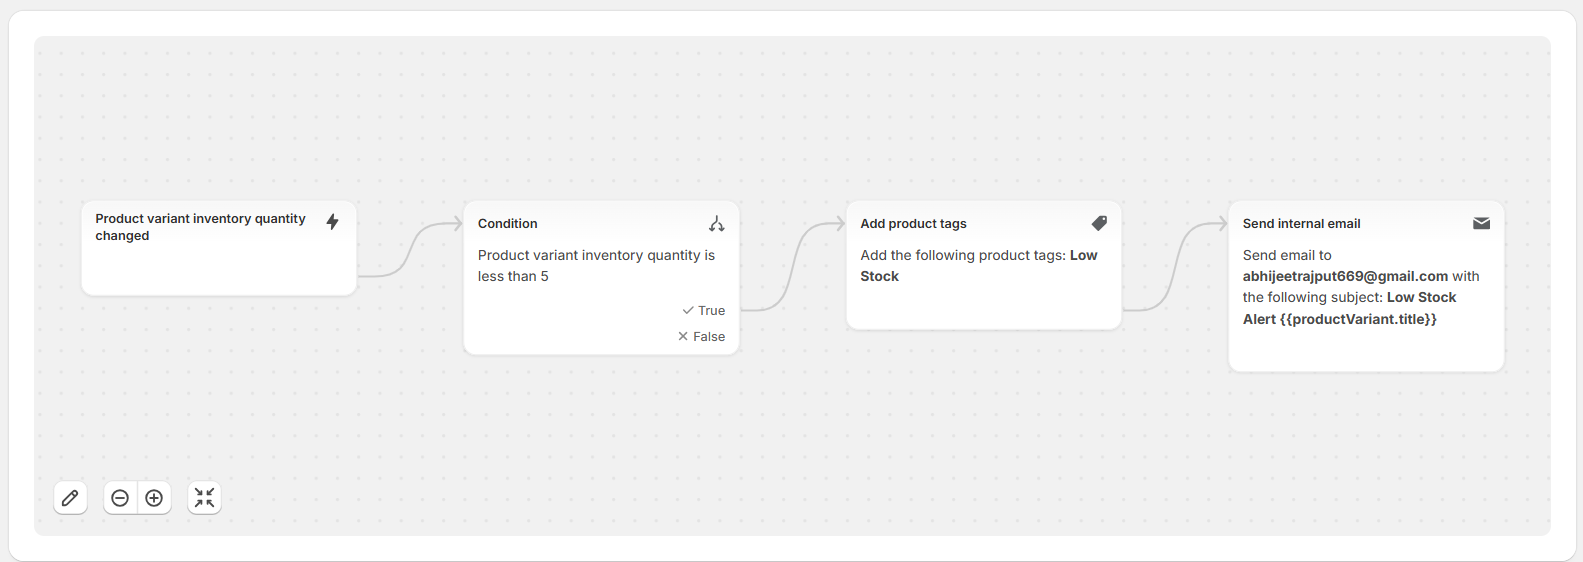 Product variant inventory quantity
changed
Condition
Product variant inventory quantity is
less than 5
True
False
Add product tags
Add the following product tags: Low
Stock
Send internal email
Send email to
abhijeetrajput669@gmail.com with
the following subject: Low Stock
Alert {{productVariant.title}}